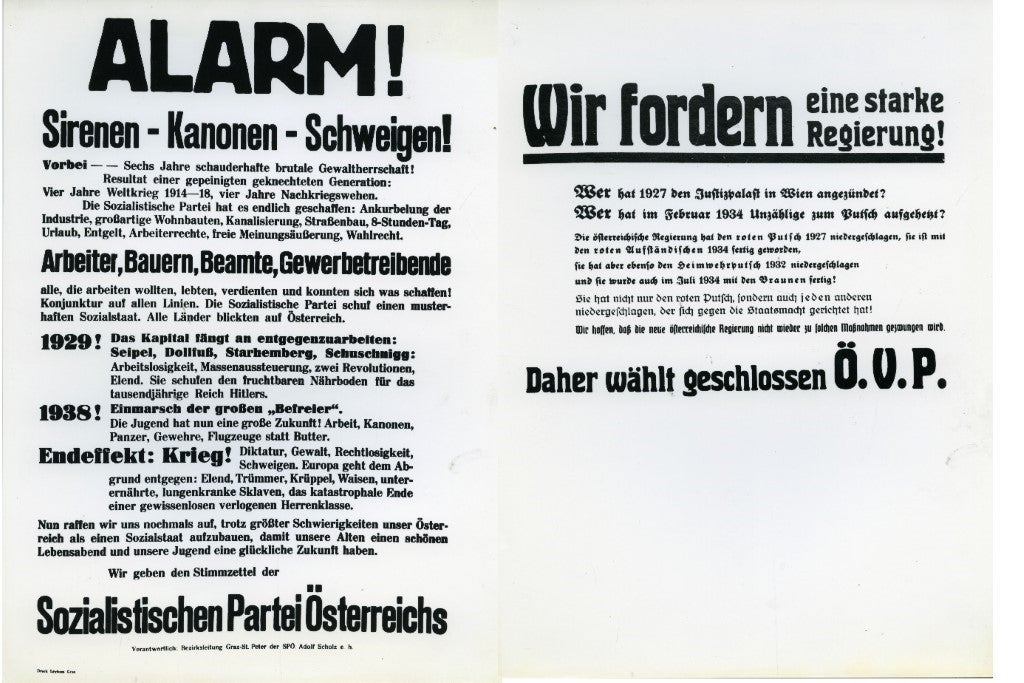 ALARM!
Sirenen - Kanonen - Schweigen!
Vorbei — — Sechs Jahre schauderhafte brutale Gewaltherrschaft!
Resultat einer gepeinigten geknechteten Generation:
Vier Jahre Weltkrieg 1914—18, vier Jahre Nachkriegswehen.
Die Sozialistische Partei hat es endlich geschaffen: Ankurbelung der
Industrie, großartige Wohnbauten, Kanalisierung, Straßenbau, 8-Stunden-Tag,
Urlaub, Entgelt, Arbeiterrechte, freie Meinungsäußerung, Wahlrecht.
Arbeiter, Bauern, Beamte, Gewerbetreibende
alle, die arbeiten wollten, lebten, verdienten und konnten sich was schaffen!
Konjunktur auf allen Linien. Die Sozialistische Partei schuf einen muster-
haften Sozialstaat. Alle Länder blickten auf Österreich.
1929! Das Kapital fängt an entgegenzuarbeiten:
Seipel, Dollfuß, Starhemberg, Schuschnigg:
Arbeitslosigkeit, Massenaussteuerung, zwei Revolutionen,
Elend. Sie schufen den fruchtbaren Nährboden für das
tausendjährige Reich Hitlers.
1938! Einmarsch der großen „Befreier“.
Die Jugend hat nun eine große Zukunft! Arbeit, Kanonen,
Panzer, Gewehre, Flugzeuge statt Butter.
Endeffekt: Krieg! Diktatur, Gewalt, Rechtlosigkeit,
Schweigen. Europa geht dem Ab-
grund entgegen: Elend, Trümmer, Krüppel, Waisen, unter-
ernährte, lungenkranke Sklaven, das katastrophale Ende
einer gewissenlosen verlogenen Herrenklasse.
Nun raffen wir uns nochmals auf, trotz größter Schwierigkeiten unser Öster-
reich als einen Sozialstaat aufzubauen, damit unsere Alten einen schönen
Lebensabend und unsere Jugend eine glückliche Zukunft haben.
Wir geben den Stimmzettel der
Sozialistischen Partei Österreichs
Verantwortlich: Bezirksleitung Graz-St. Peter der SPÖ. Adolf Scholz e. h.
Druck Leykam Graz
Wir fordern eine starke
Regierung!
Wer hat 1927 den Justizpalast in Wien angezündet?
Wer hat im Februar 1934 Unzählige zum Putsch aufgehetzt?
Die österreichische Regierung hat den roten Putsch 1927 niedergeschlagen, sie ist mit
den roten Aufständischen 1934 fertig geworden,
sie hat aber ebenso den Heimwehrputsch 1932 niedergeschlagen
und sie wurde auch im Juli 1934 mit den Braunen fertig!
Sie hat nicht nur den roten Putsch, sondern auch jeden anderen
niedergeschlagen, der sich gegen die Staatsmacht gerichtet hat!
Wir hoffen, daß die neue österreichische Regierung nicht wieder zu solchen Maßnahmen gezwungen wird.
Daher wählt geschlossen Ö.V.P.